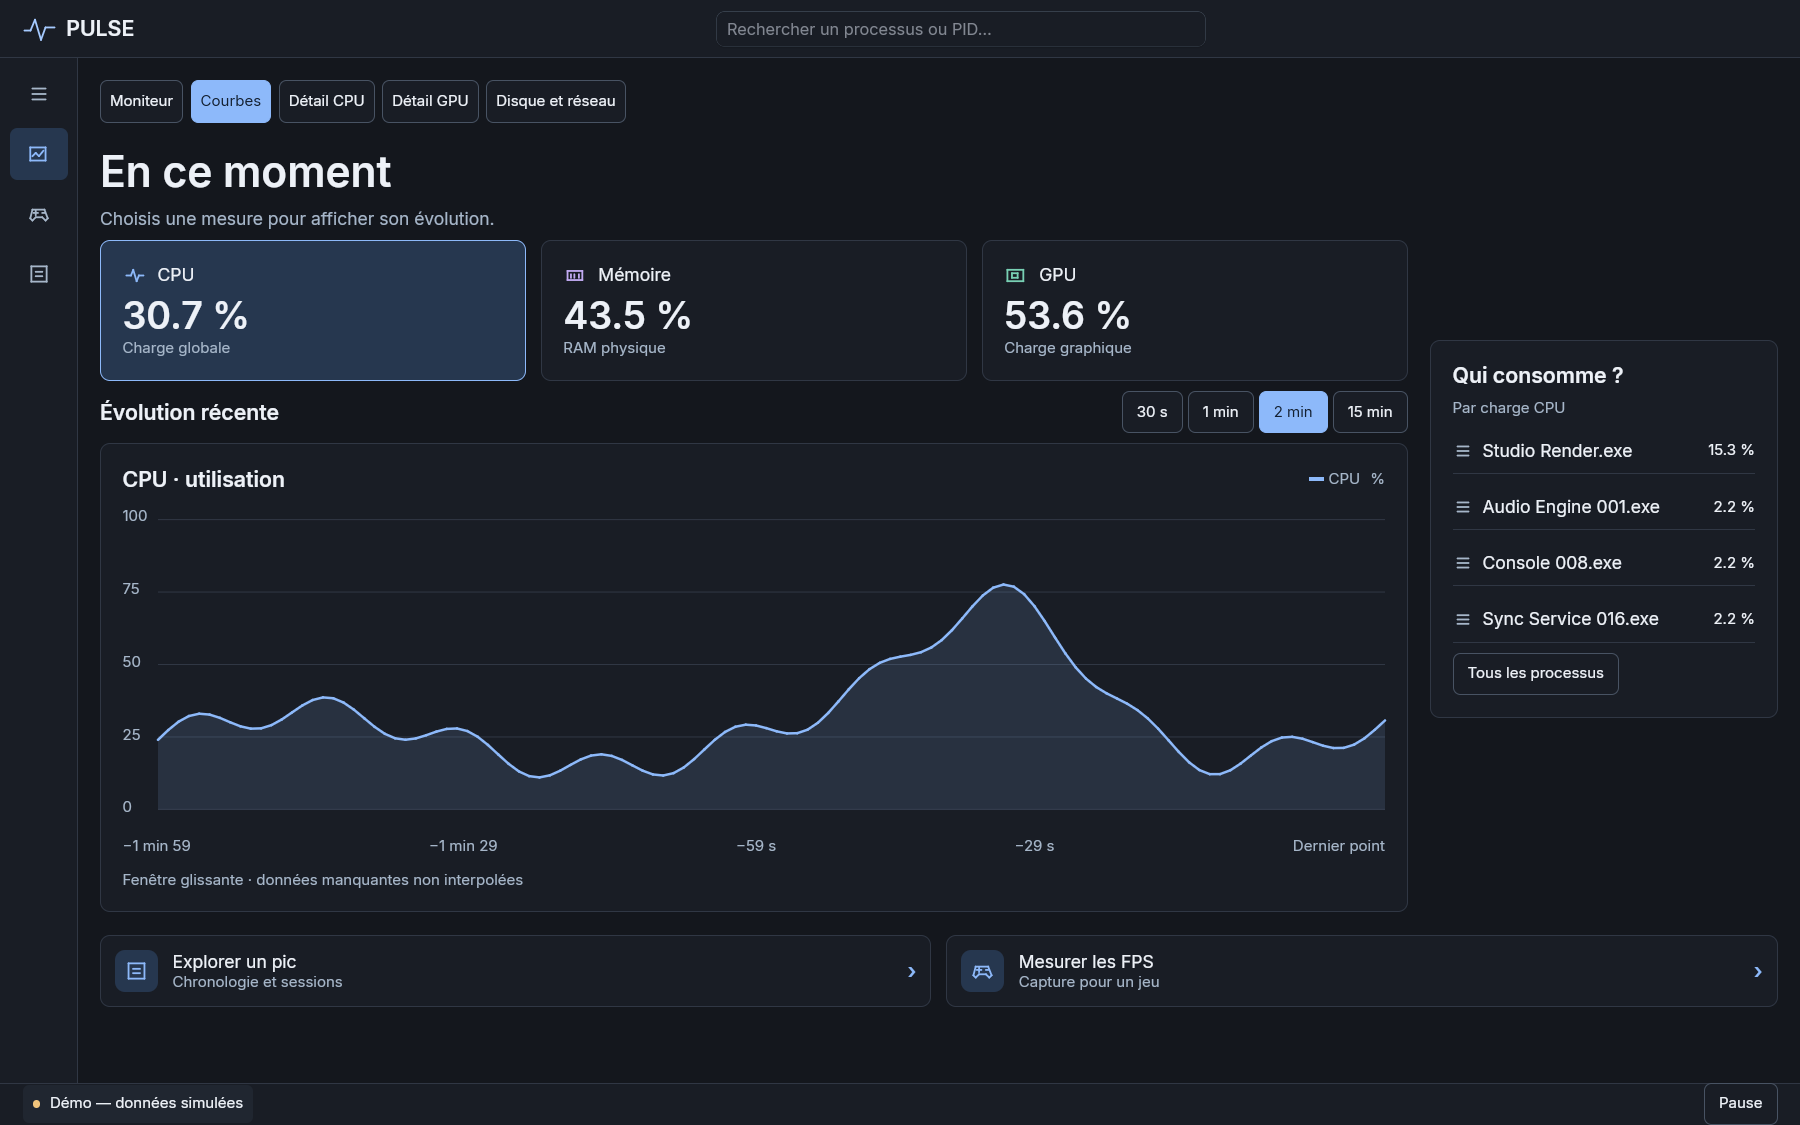 PULSE
Rechercher un processus ou PID...
Moniteur
Courbes
Détail CPU
Détail GPU
Disque et réseau
En ce moment
Choisis une mesure pour afficher son évolution.
CPU
30.7 %
Charge globale
Mémoire
43.5 %
RAM physique
GPU
53.6 %
Charge graphique
Évolution récente
30 s
1 min
2 min
15 min
CPU · utilisation
CPU %
100
75
50
25
0
−1 min 59
−1 min 29
−59 s
−29 s
Dernier point
Fenêtre glissante · données manquantes non interpolées
Qui consomme ?
Par charge CPU
Studio Render.exe 15.3 %
Audio Engine 001.exe 2.2 %
Console 008.exe 2.2 %
Sync Service 016.exe 2.2 %
Tous les processus
Explorer un pic
Chronologie et sessions
Mesurer les FPS
Capture pour un jeu
Démo — données simulées
Pause